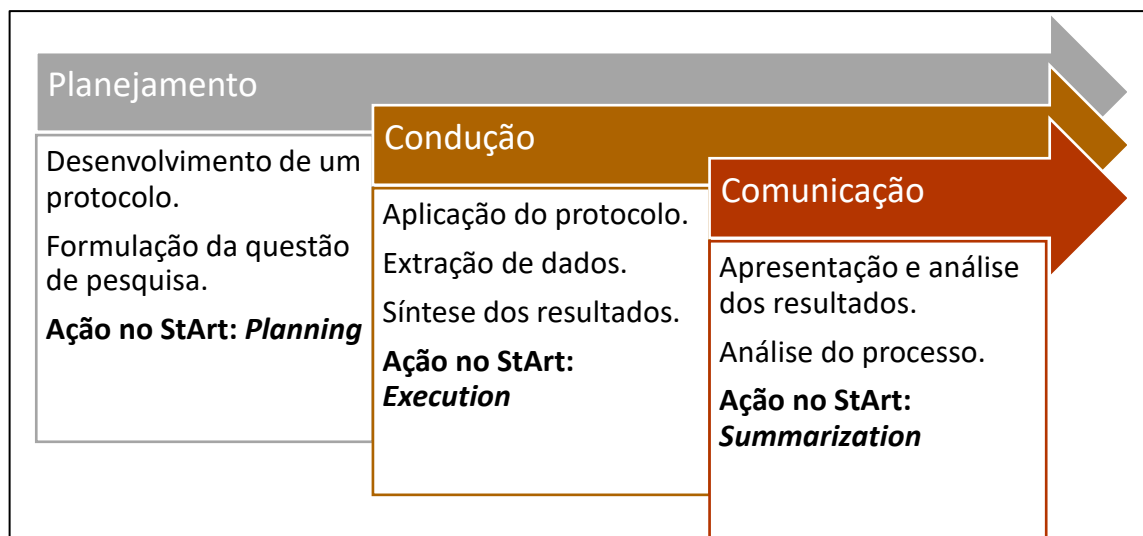 Planejamento
Desenvolvimento de um
protocolo.
Formulação da questão
de pesquisa.
Ação no StArt: Planning
Condução
Aplicação do protocolo.
Extração de dados.
Síntese dos resultados.
Ação no StArt:
Execution
Comunicação
Apresentação e análise
dos resultados.
Análise do processo.
Ação no StArt:
Summarization